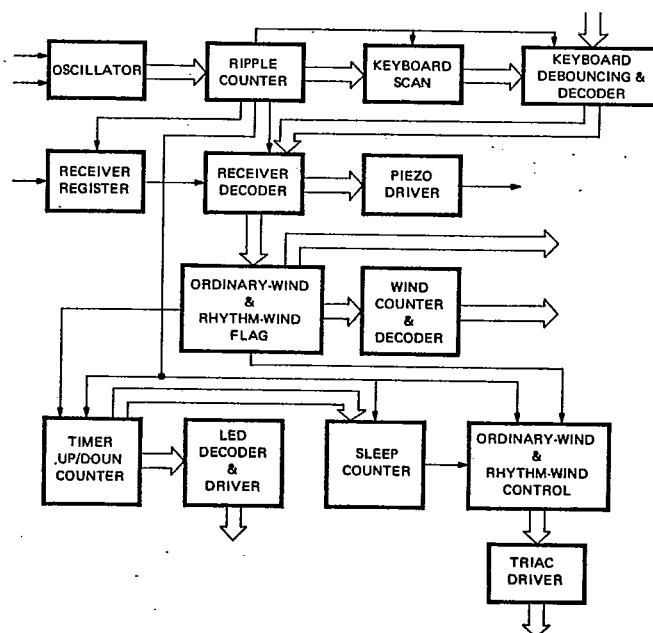 OSCILLATOR
RIPPLE
COUNTER
KEYBOARD
SCAN
KEYBOARD
DEBOUNCING &
DECODER
RECEIVER
REGISTER
RECEIVER
DECODER
PIEZO
DRIVER
ORDINARY-WIND
&
RHYTHM-WIND
FLAG
WIND
COUNTER
&
DECODER
TIMER
UP/DOUN
COUNTER
LED
DECODER
&
DRIVER
SLEEP
COUNTER
ORDINARY-WIND
&
RHYTHM-WIND
CONTROL
TRIAC
DRIVER